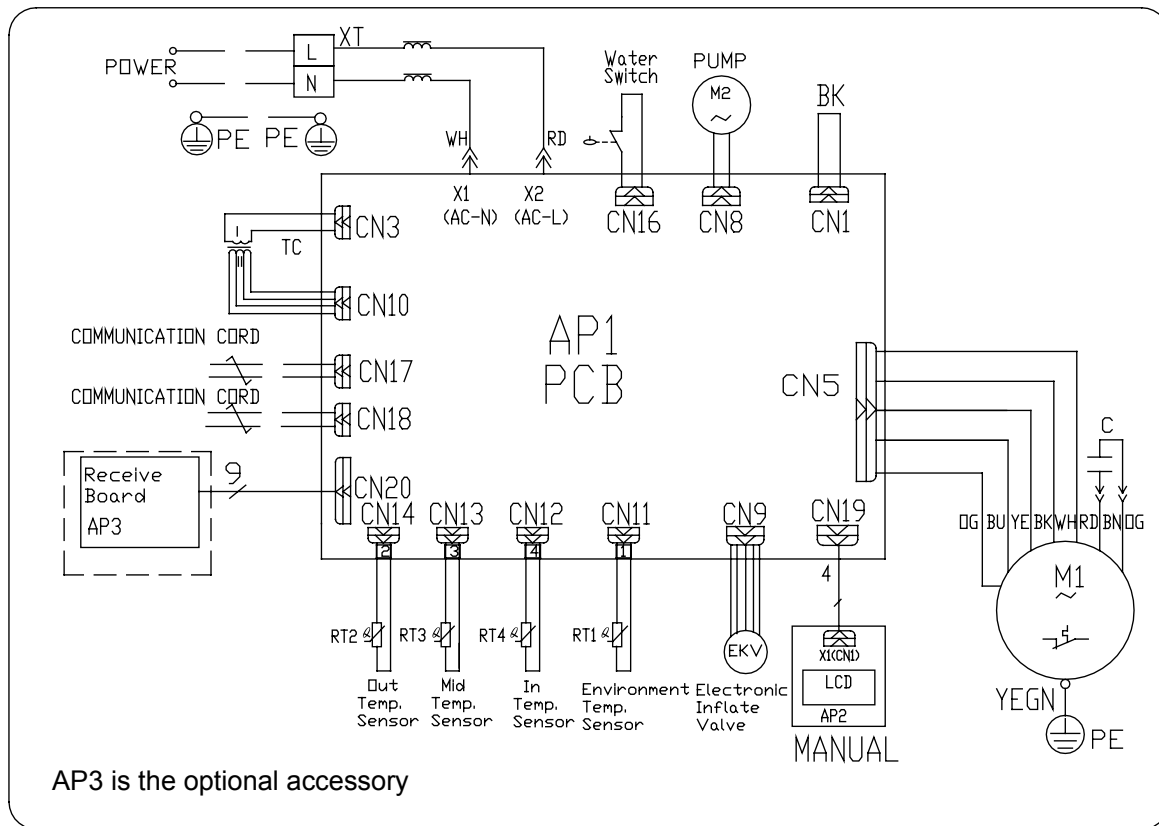 POWER
L
XT
N
PE PE
WH
RD
Water
Switch
PUMP
M2
~
BK
X1
(AC-N)
X2
(AC-L)
CN16
CN8
CN1
CN3
I
II
TC
CN10
COMMUNICATION CORD
CN17
COMMUNICATION CORD
CN18
AP1
PCB
CN5
C
Receive
Board
AP3
9
CN20
CN14
CN13
CN12
CN11
CN9
CN19
2
3
4
1
4
OG BU YE BK WH RD BN OG
M1
~
RT2
RT3
RT4
RT1
EKV
X1(CN1)
LCD
AP2
MANUAL
Out
Temp.
Sensor
Mid
Temp.
Sensor
In
Temp.
Sensor
Environment
Temp.
Sensor
Electronic
Inflate
Valve
YEGN
PE
AP3 is the optional accessory